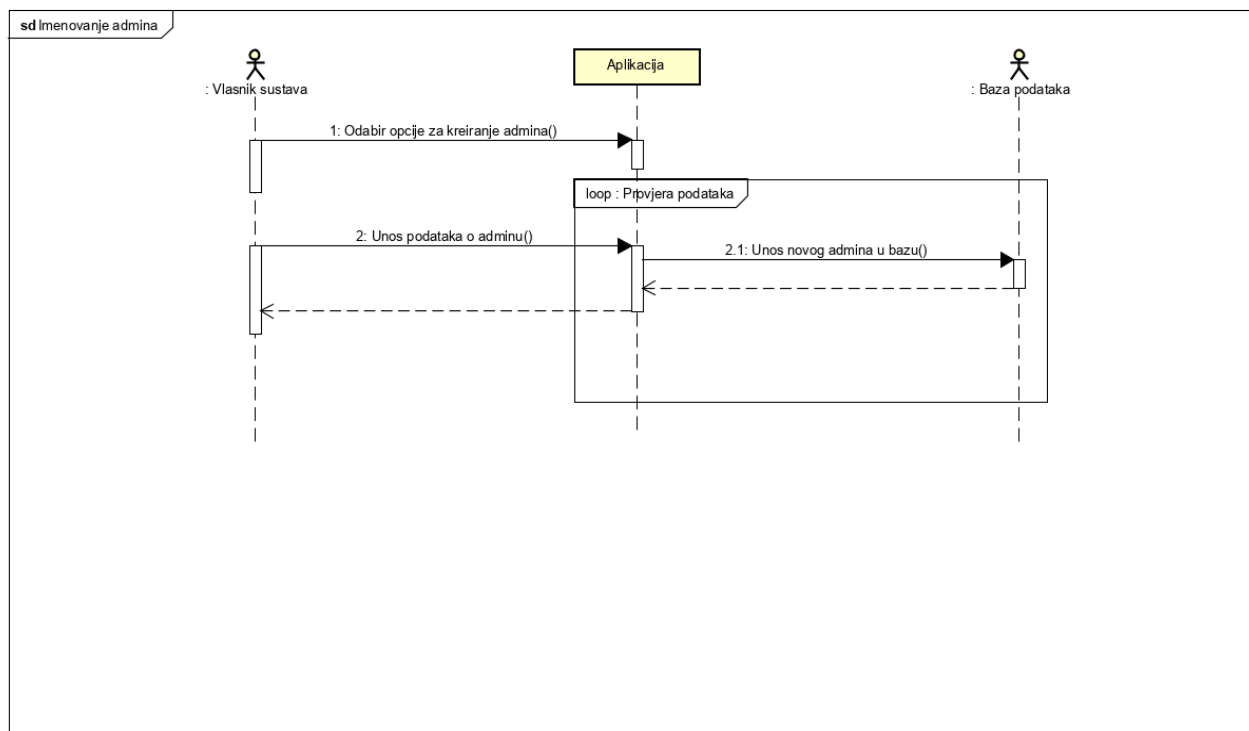 sd Imenovanje admina
: Vlasnik sustava
Aplikacija
: Baza podataka
1: Odabir opcije za kreiranje admina()
loop : Provjera podataka
2: Unos podataka o adminu()
2.1: Unos novog admina u bazu()